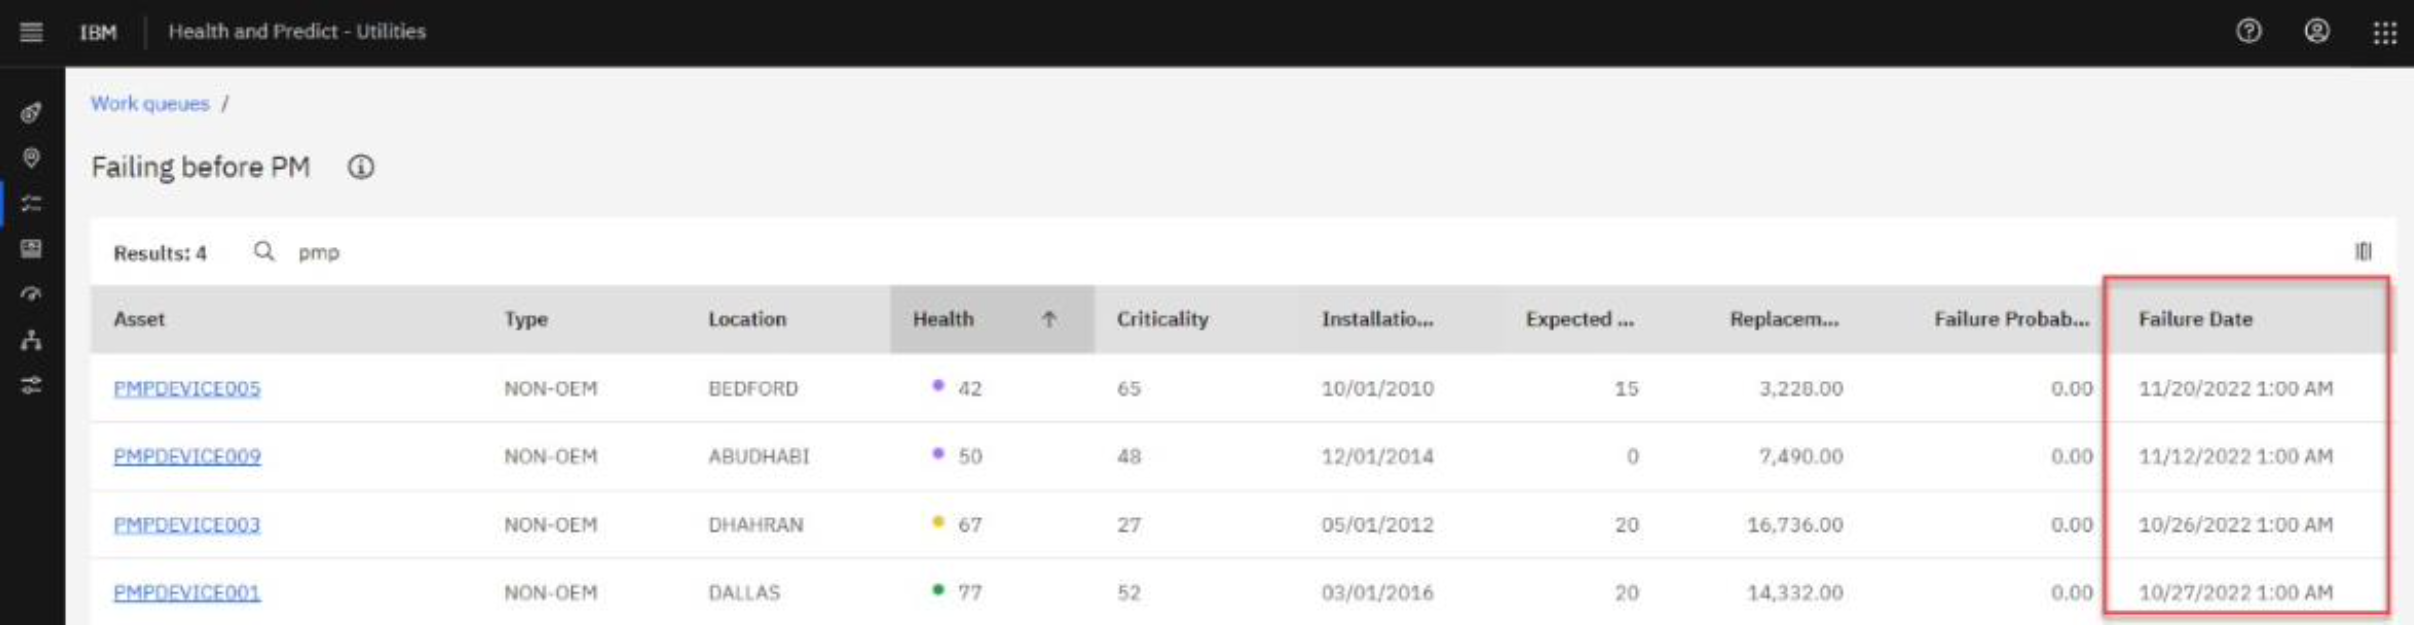 IBM Health and Predict - Utilities
Work queues /
Failing before PM
Results: 4 pmp
Asset Type Location Health Criticality Installatio... Expected ... Replacem... Failure Probab... Failure Date
PMPDEVICE005 NON-OEM BEDFORD 42 65 10/01/2010 15 3,228.00 0.00 11/20/2022 1:00 AM
PMPDEVICE009 NON-OEM ABUDHABI 50 48 12/01/2014 0 7,490.00 0.00 11/12/2022 1:00 AM
PMPDEVICE003 NON-OEM DHAHRAN 67 27 05/01/2012 20 16,736.00 0.00 10/26/2022 1:00 AM
PMPDEVICE001 NON-OEM DALLAS 77 52 03/01/2016 20 14,332.00 0.00 10/27/2022 1:00 AM